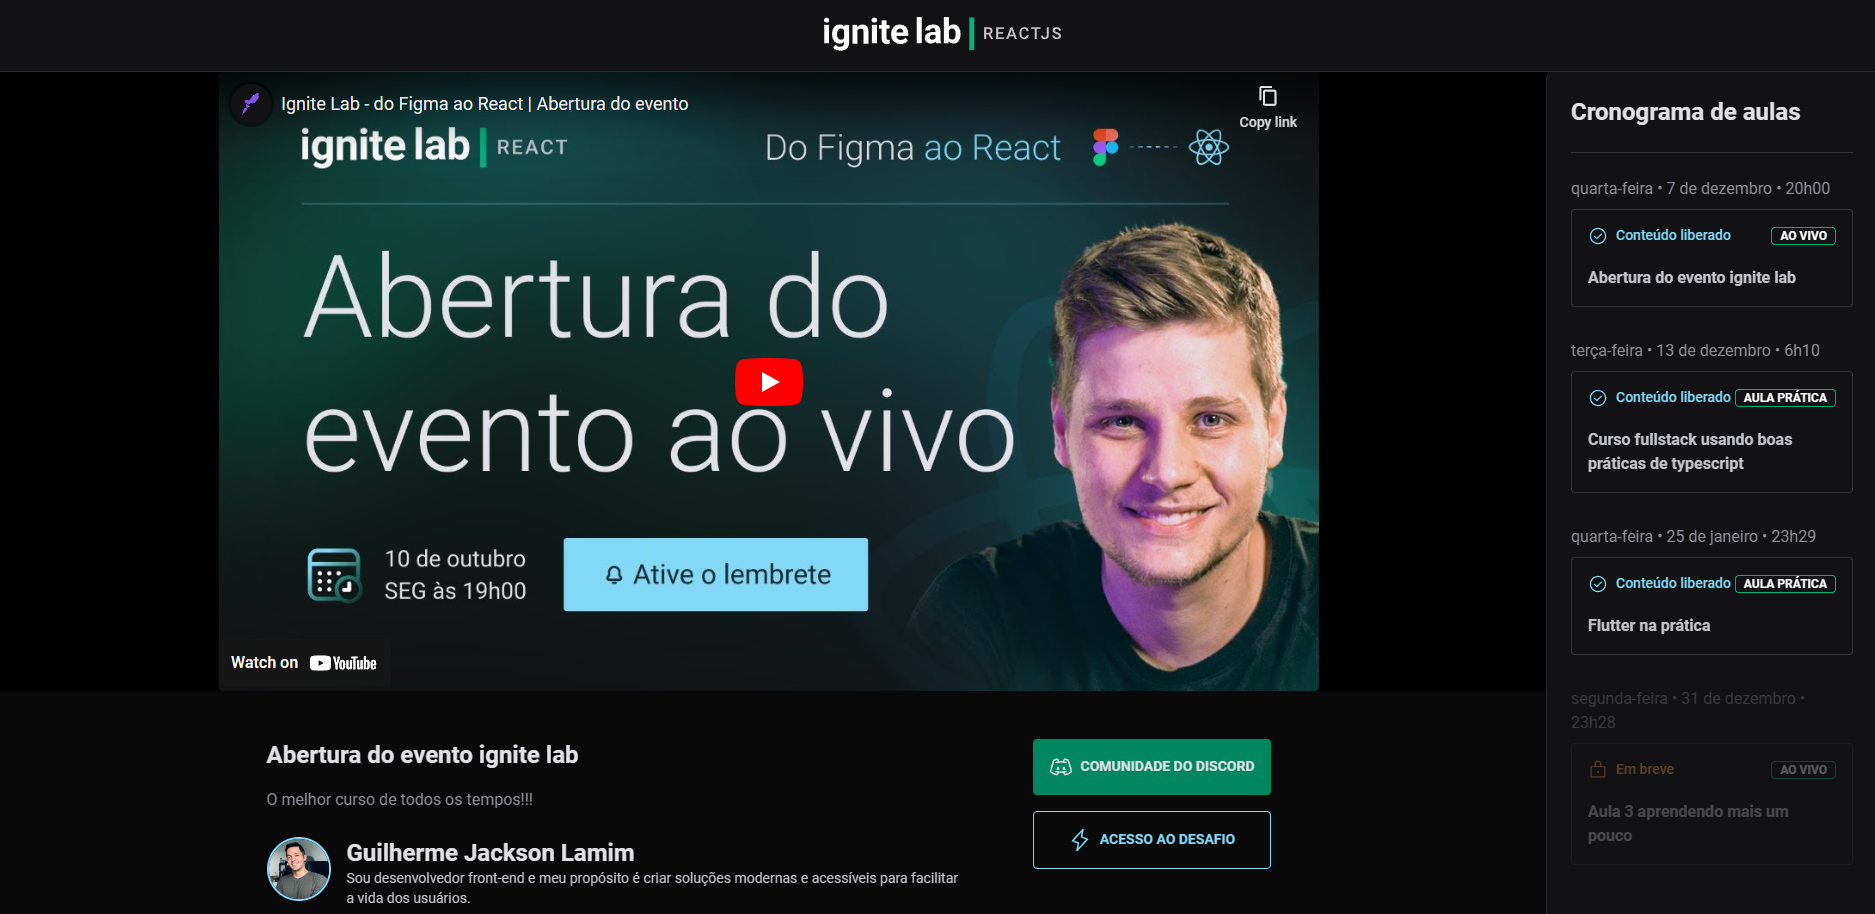 ignite lab | REACTJS
Ignite Lab - do Figma ao React | Abertura do evento
Copy link
ignite lab | REACT
Do Figma ao React
Abertura do
evento ao vivo
10 de outubro
SEG às 19h00
Ative o lembrete
Watch on YouTube
Abertura do evento ignite lab
O melhor curso de todos os tempos!!!
Guilherme Jackson Lamim
Sou desenvolvedor front-end e meu propósito é criar soluções modernas e acessíveis para facilitar
a vida dos usuários.
COMUNIDADE DO DISCORD
ACESSO AO DESAFIO
Cronograma de aulas
quarta-feira • 7 de dezembro • 20h00
Conteúdo liberado AO VIVO
Abertura do evento ignite lab
terça-feira • 13 de dezembro • 6h10
Conteúdo liberado AULA PRÁTICA
Curso fullstack usando boas
práticas de typescript
quarta-feira • 25 de janeiro • 23h29
Conteúdo liberado AULA PRÁTICA
Flutter na prática
segunda-feira • 31 de dezembro •
23h28
Em breve AO VIVO
Aula 3 aprendendo mais um
pouco